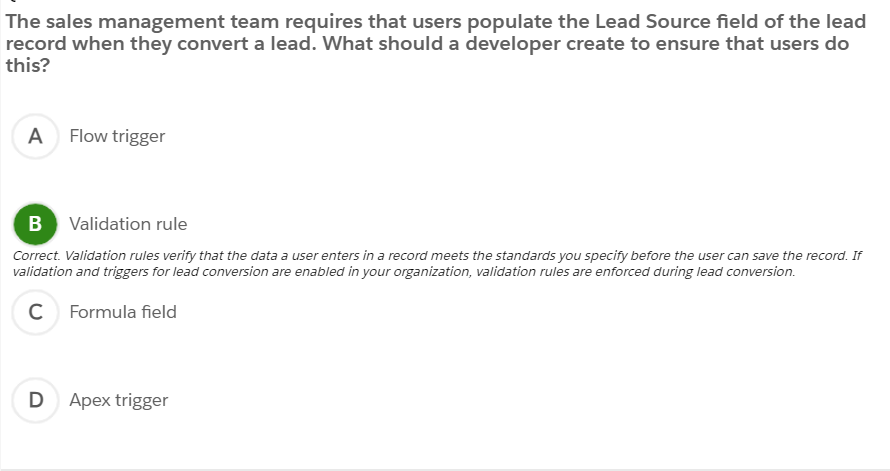 The sales management team requires that users populate the Lead Source field of the lead
record when they convert a lead. What should a developer create to ensure that users do
this?
A Flow trigger
B Validation rule
Correct. Validation rules verify that the data a user enters in a record meets the standards you specify before the user can save the record. If
validation and triggers for lead conversion are enabled in your organization, validation rules are enforced during lead conversion.
C Formula field
D Apex trigger